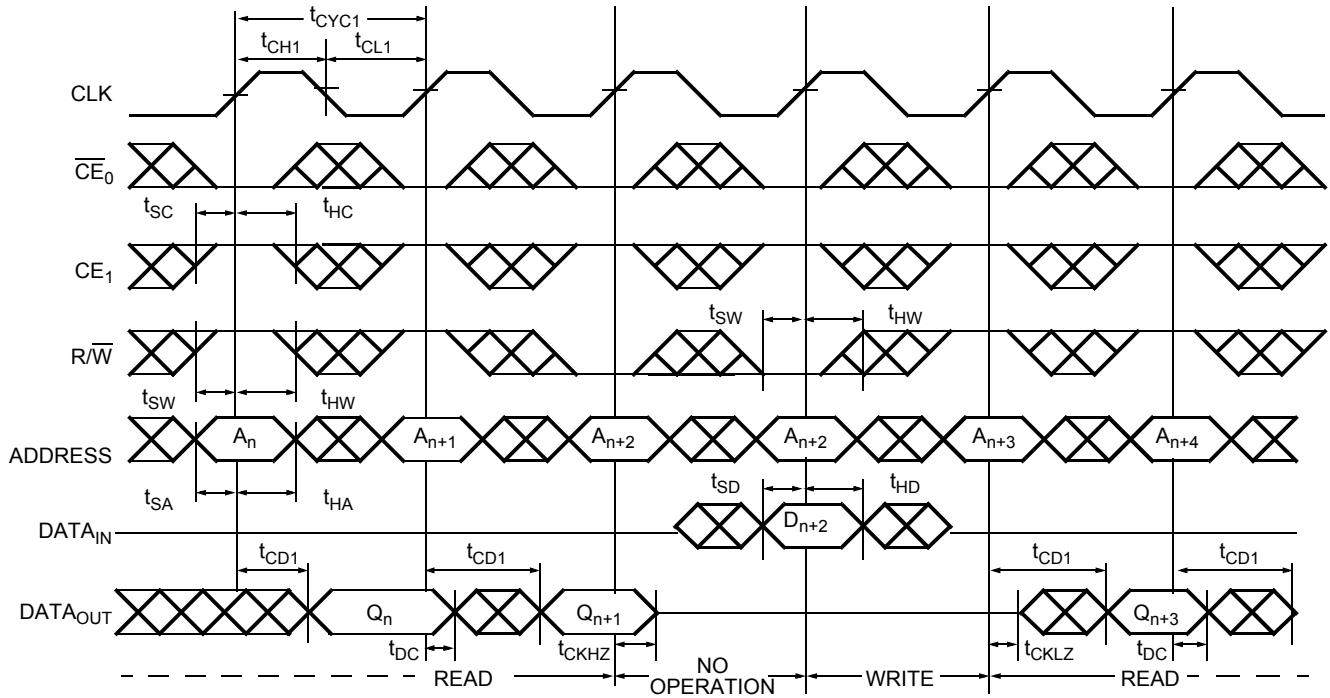 tCYC1
tCH1 tCL1
CLK
CE0
tSC tHC
CE1
tSW tHW
R/W
tSW tHW
An An+1 An+2 An+2 An+3 An+4
ADDRESS
tSA tHA tSD tHD
DATAIN Dn+2
tCD1 tCD1 tCD1 tCD1
DATAOUT Qn Qn+1 Qn+3
tDC tCKHZ tCKLZ tDC
READ NO OPERATION WRITE READ